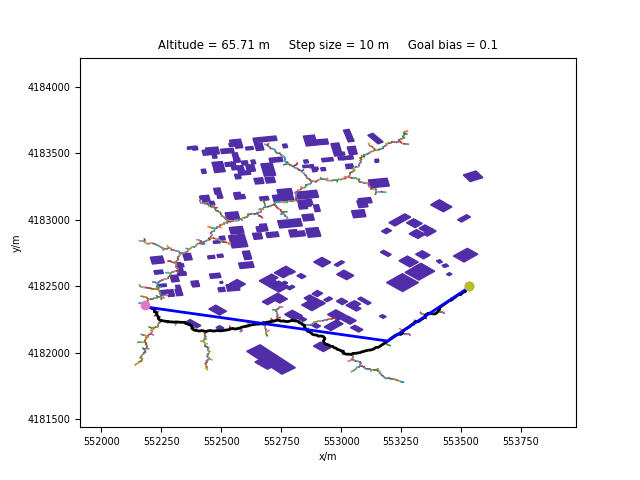 Altitude = 65.71 m     Step size = 10 m     Goal bias = 0.1
4184000
4183500
4183000
4182500
4182000
4181500
y/m
552000 552250 552500 552750 553000 553250 553500 553750
x/m